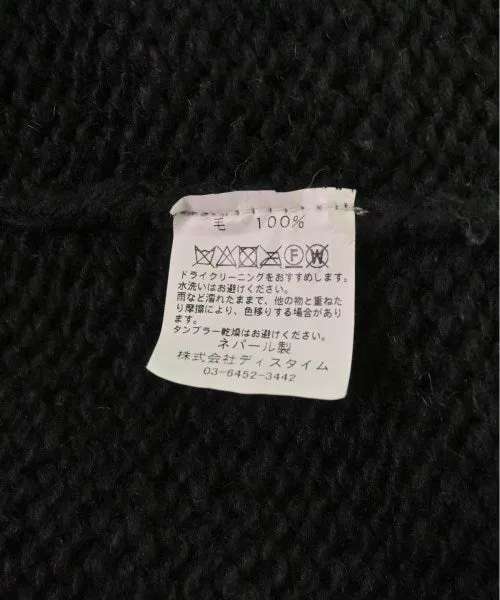 毛 100%
F W
ドライクリーニングをおすすめします。
水洗いはお避けください。
雨など濡れたままで、他の物と重ねた
り摩擦により、色移りする場合があり
ます。
タンブラー乾燥はお避けください。
ネパール製
株式会社ディスタイム
03-6452-3442